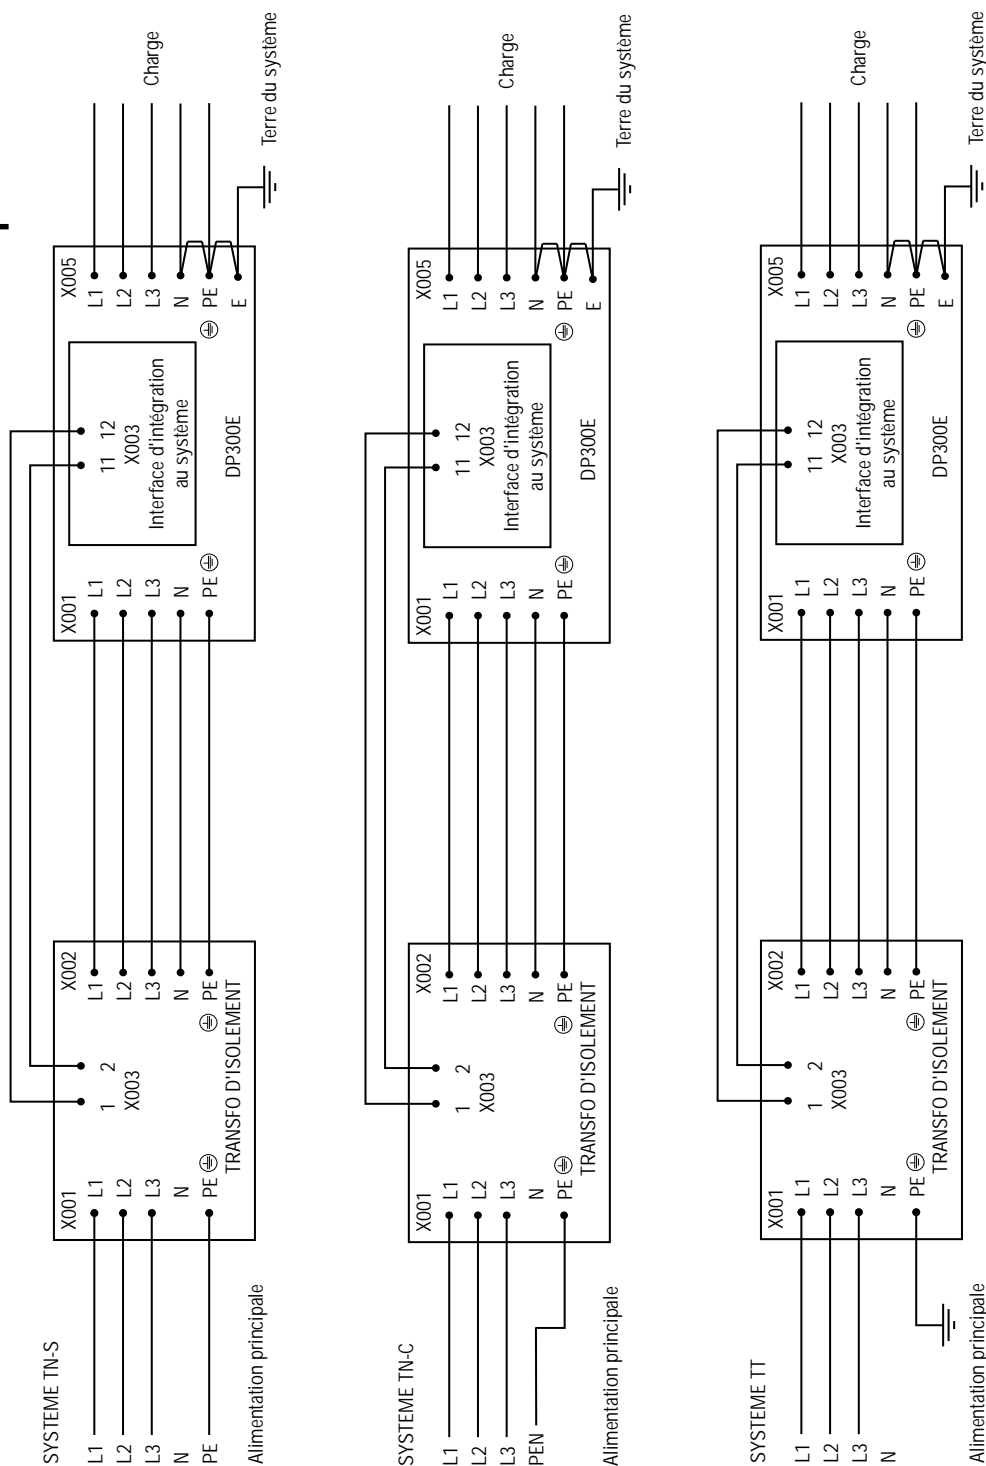 SYSTEME TN-S
L1
L2
L3
N
PE
Alimentation principale
X001
L1
L2
L3
N
PE
1 2
X003
TRANSFO D'ISOLEMENT
X002
L1
L2
L3
N
PE
X001
L1
L2
L3
N
PE
11 12
X003
Interface d'intégration
au système
DP300E
X005
L1
L2
L3
N
PE
E
Charge
Terre du système
SYSTEME TN-C
L1
L2
L3
PEN
Alimentation principale
X001
L1
L2
L3
N
PE
1 2
X003
TRANSFO D'ISOLEMENT
X002
L1
L2
L3
N
PE
X001
L1
L2
L3
N
PE
11 12
X003
Interface d'intégration
au système
DP300E
X005
L1
L2
L3
N
PE
E
Charge
Terre du système
SYSTEME TT
L1
L2
L3
N
Alimentation principale
X001
L1
L2
L3
N
PE
1 2
X003
TRANSFO D'ISOLEMENT
X002
L1
L2
L3
N
PE
X001
L1
L2
L3
N
PE
11 12
X003
Interface d'intégration
au système
DP300E
X005
L1
L2
L3
N
PE
E
Charge
Terre du système